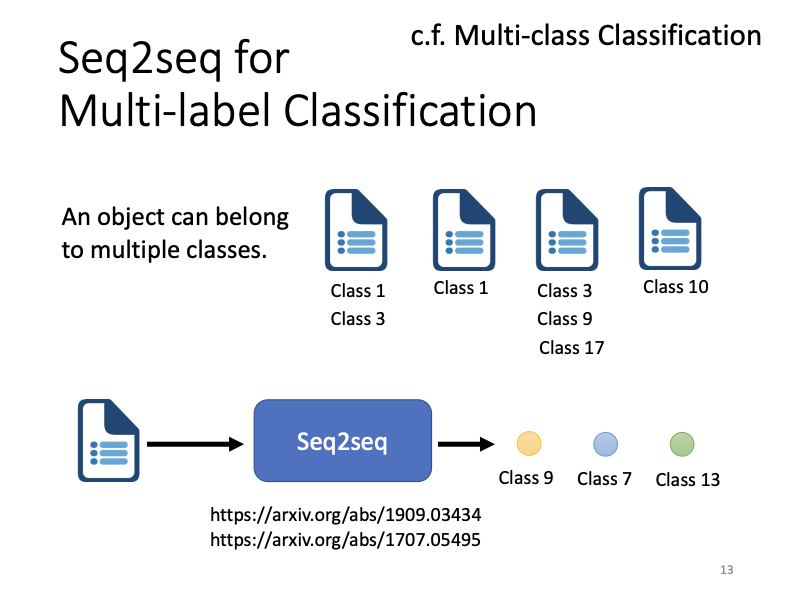 c.f. Multi-class Classification
Seq2seq for
Multi-label Classification
An object can belong
to multiple classes.
Class 1
Class 3
Class 1
Class 3
Class 9
Class 17
Class 10
Seq2seq
Class 9
Class 7
Class 13
https://arxiv.org/abs/1909.03434
https://arxiv.org/abs/1707.05495
13